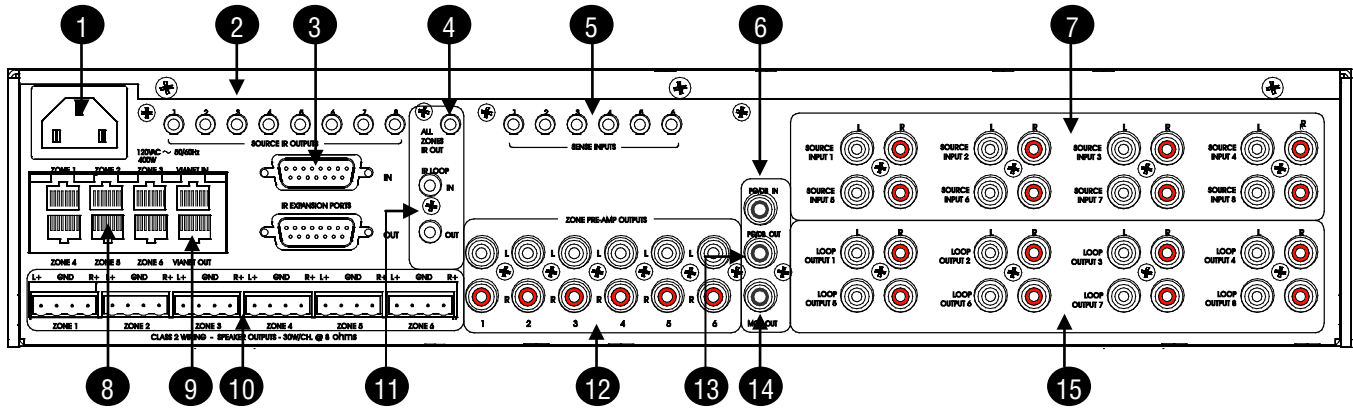 1 2 3 4 5 6 7
1 2 3 4 5 6 7 8
SOURCE IR OUTPUTS
ALL
ZONES
IR OUT
1 2 3 4 5 6
SENSE INPUTS
120VAC ~ 50/60Hz
400W
ZONE 1 ZONE 2 ZONE 3 VIANET IN
ZONE 4 ZONE 5 ZONE 6 VIANET OUT
IN
IR EXPANSION PORTS
OUT
IR LOOP
IN
OUT
ZONE PRE-AMP OUTPUTS
L L L L L
R R R R R
1 2 3 4 5 6
PG/DB. IN
PG/DB. OUT
L R L R L R L R
SOURCE
INPUT 1
SOURCE
INPUT 2
SOURCE
INPUT 3
SOURCE
INPUT 4
SOURCE
INPUT 5
SOURCE
INPUT 6
SOURCE
INPUT 7
SOURCE
INPUT 8
L R L R L R L R
LOOP
OUTPUT 1
LOOP
OUTPUT 2
LOOP
OUTPUT 3
LOOP
OUTPUT 4
LOOP
OUTPUT 5
LOOP
OUTPUT 6
LOOP
OUTPUT 7
LOOP
OUTPUT 8
L+ GND R+ L+ GND R+ L+ GND R+ L+ GND R+ L+ GND R+ L+ GND R+
ZONE 1 ZONE 2 ZONE 3 ZONE 4 ZONE 5 ZONE 6
CLASS 2 WIRING - SPEAKER OUTPUTS - 30W/CH. @ 8 ohms
8 9 10 11 12 13 14 15